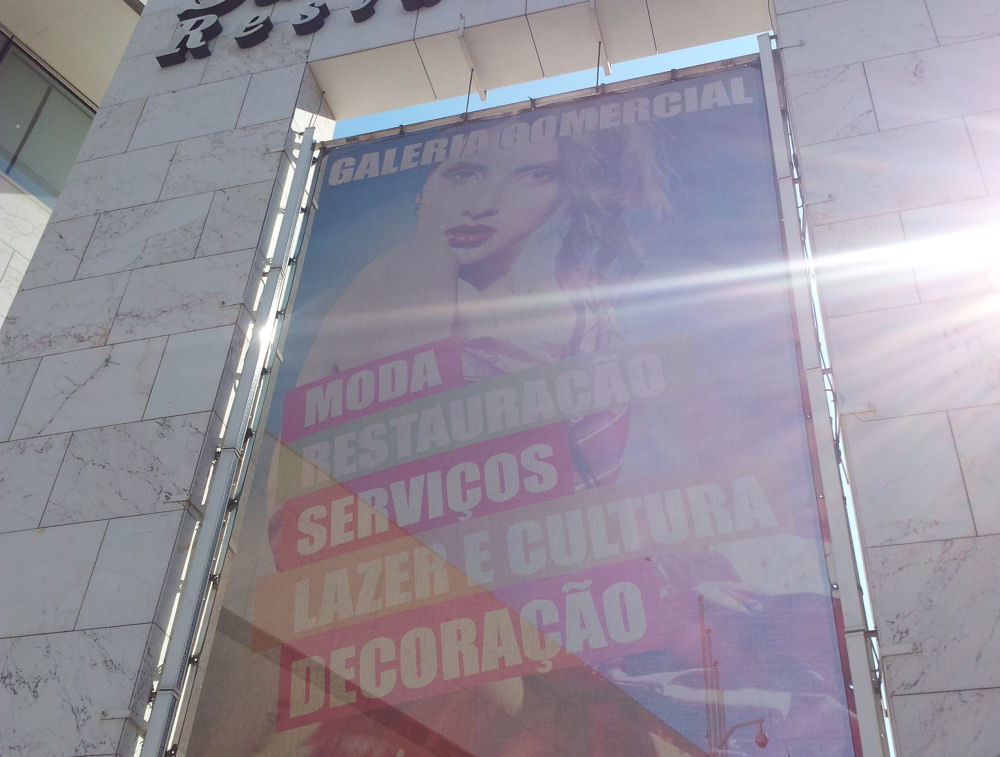 GALERIA COMERCIAL
MODA
RESTAURAÇÃO
SERVIÇOS
LAZER E CULTURA
DECORAÇÃO